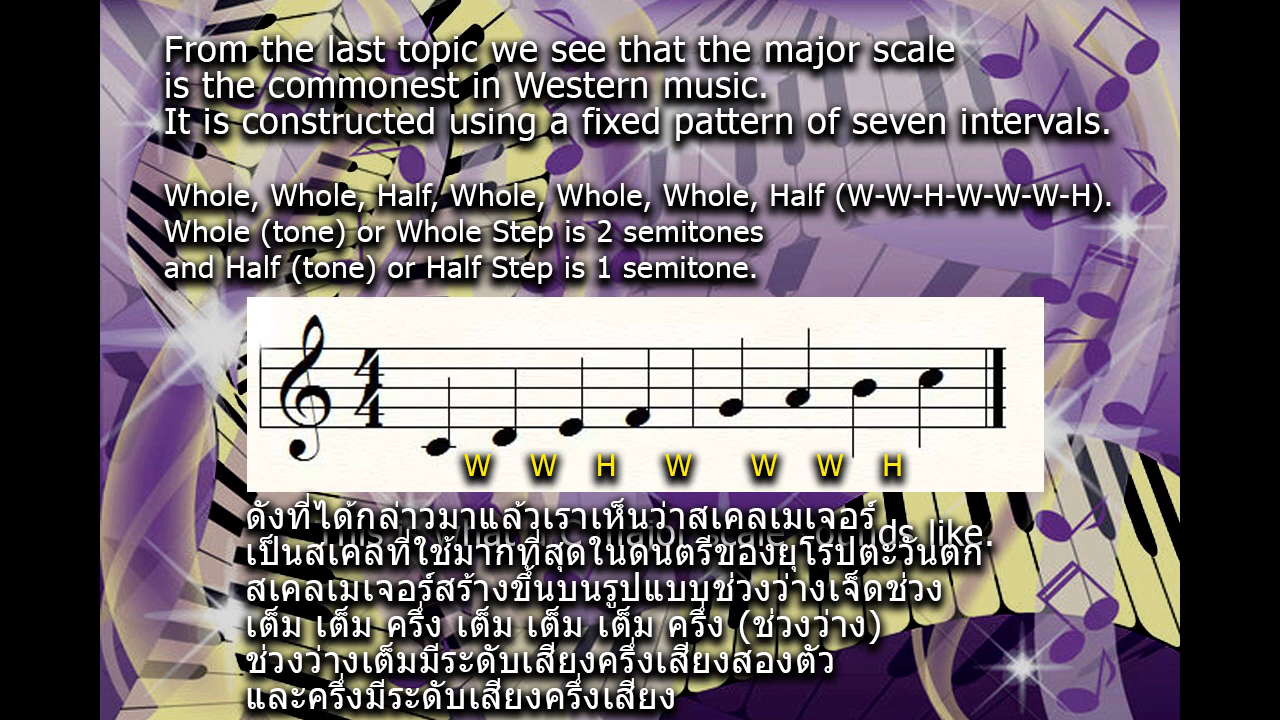 From the last topic we see that the major scale
is the commonest in Western music.
It is constructed using a fixed pattern of seven intervals.
Whole, Whole, Half, Whole, Whole, Whole, Half (W-W-H-W-W-W-H).
Whole (tone) or Whole Step is 2 semitones
and Half (tone) or Half Step is 1 semitone.
4
4
W W H W W W H
ดังที่ได้กล่าวมาแล้วเราเห็นว่าสเคลเมเจอร์
This is what the major scale sounds like.
เป็นสเคลที่ใช้มากที่สุดในดนตรีของยุโรปตะวันตก
สเคลเมเจอร์สร้างขึ้นบนรูปแบบช่วงว่างเจ็ดช่วง
เต็ม เต็ม ครึ่ง เต็ม เต็ม เต็ม ครึ่ง (ช่วงว่าง)
ช่วงว่างเต็มมีระดับเสียงครึ่งเสียงสองตัว
และครึ่งมีระดับเสียงครึ่งเสียง